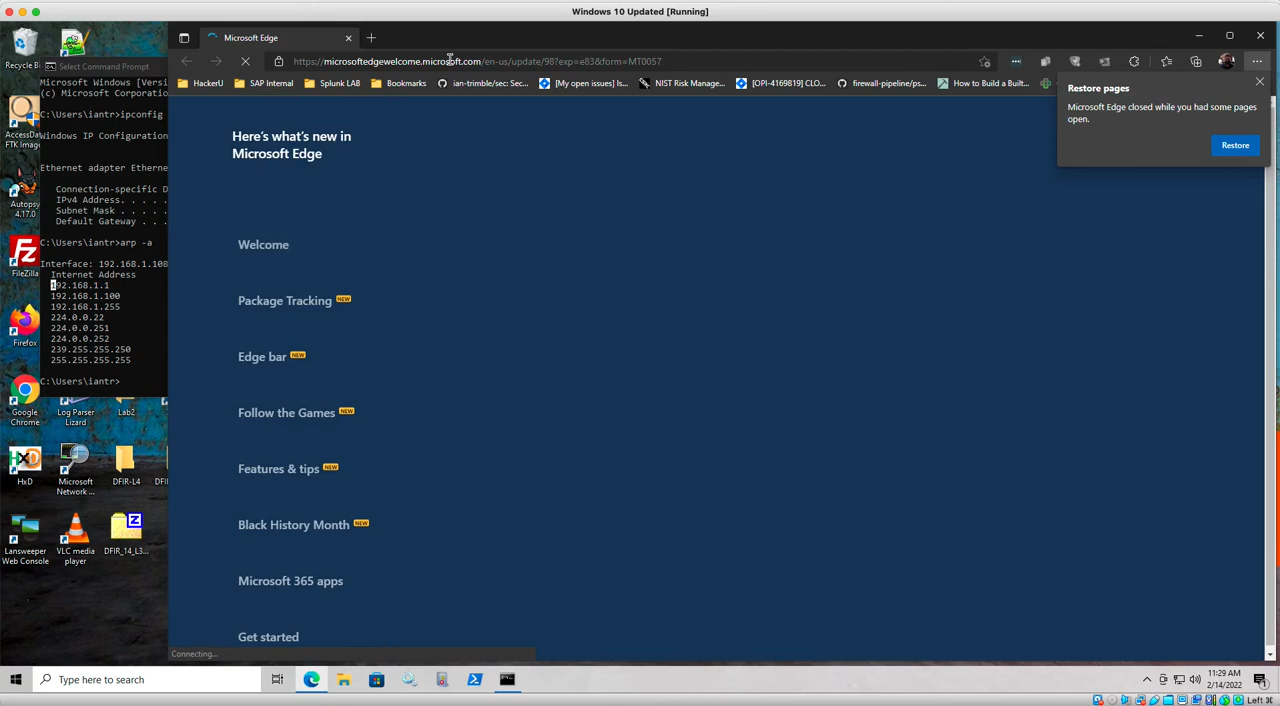 Windows 10 Updated [Running]
Microsoft Edge
https://microsoftedgewelcome.microsoft.com/en-us/update/98?exp=e83&form=MT0057
HackerU
SAP Internal
Splunk LAB
Bookmarks
ian-trimble/sec: Sec...
[My open issues] Is...
NIST Risk Manage...
[OPI-4169819] CLO...
firewall-pipeline/ps...
How to Build a Built...
Restore pages
Microsoft Edge closed while you had some pages
open.
Restore
Here's what's new in
Microsoft Edge
Welcome
Package Tracking NEW
Edge bar NEW
Follow the Games NEW
Features & tips NEW
Black History Month NEW
Microsoft 365 apps
Get started
Connecting...
Recycle Bi
AccessDa
FTK Image
Autopsy
4.17.0
FileZilla
Firefox
Google
Chrome
Log Parser
Lizard
Lab2
HxD
Microsoft
Network ...
DFIR-L4
DFI
Lansweeper
Web Console
VLC media
player
DFIR_14_L3...
Select Command Prompt
Microsoft Windows [Versi
(c) Microsoft Corporatio
C:\Users\iantr>ipconfig
Windows IP Configuration
Ethernet adapter Etherne
Connection-specific D
IPv4 Address. . . . .
Subnet Mask . . . . .
Default Gateway . . .
C:\Users\iantr>arp -a
Interface: 192.168.1.108
Internet Address
192.168.1.1
192.168.1.100
192.168.1.255
224.0.0.22
224.0.0.251
224.0.0.252
239.255.255.250
255.255.255.255
C:\Users\iantr>
Type here to search
11:29 AM
2/14/2022
Left ⌘